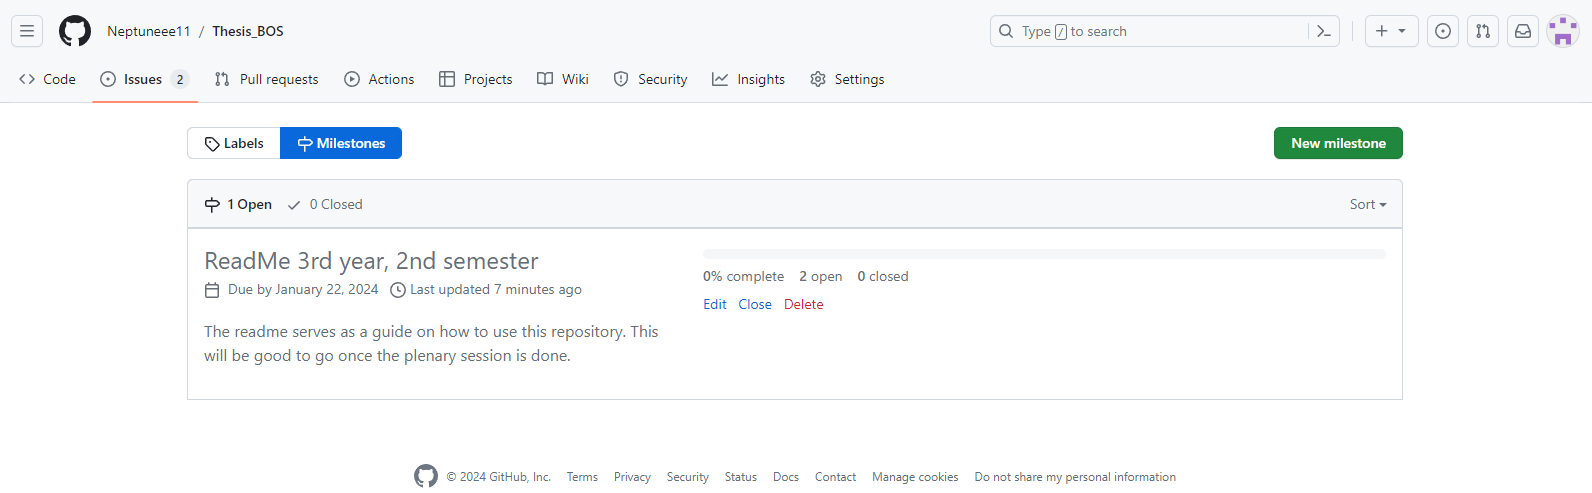 Neptuneee11 / Thesis_BOS
Type / to search
Code Issues 2 Pull requests Actions Projects Wiki Security Insights Settings
Labels Milestones New milestone
1 Open 0 Closed Sort
ReadMe 3rd year, 2nd semester
Due by January 22, 2024 Last updated 7 minutes ago
The readme serves as a guide on how to use this repository. This
will be good to go once the plenary session is done.
0% complete 2 open 0 closed
Edit Close Delete
© 2024 GitHub, Inc. Terms Privacy Security Status Docs Contact Manage cookies Do not share my personal information